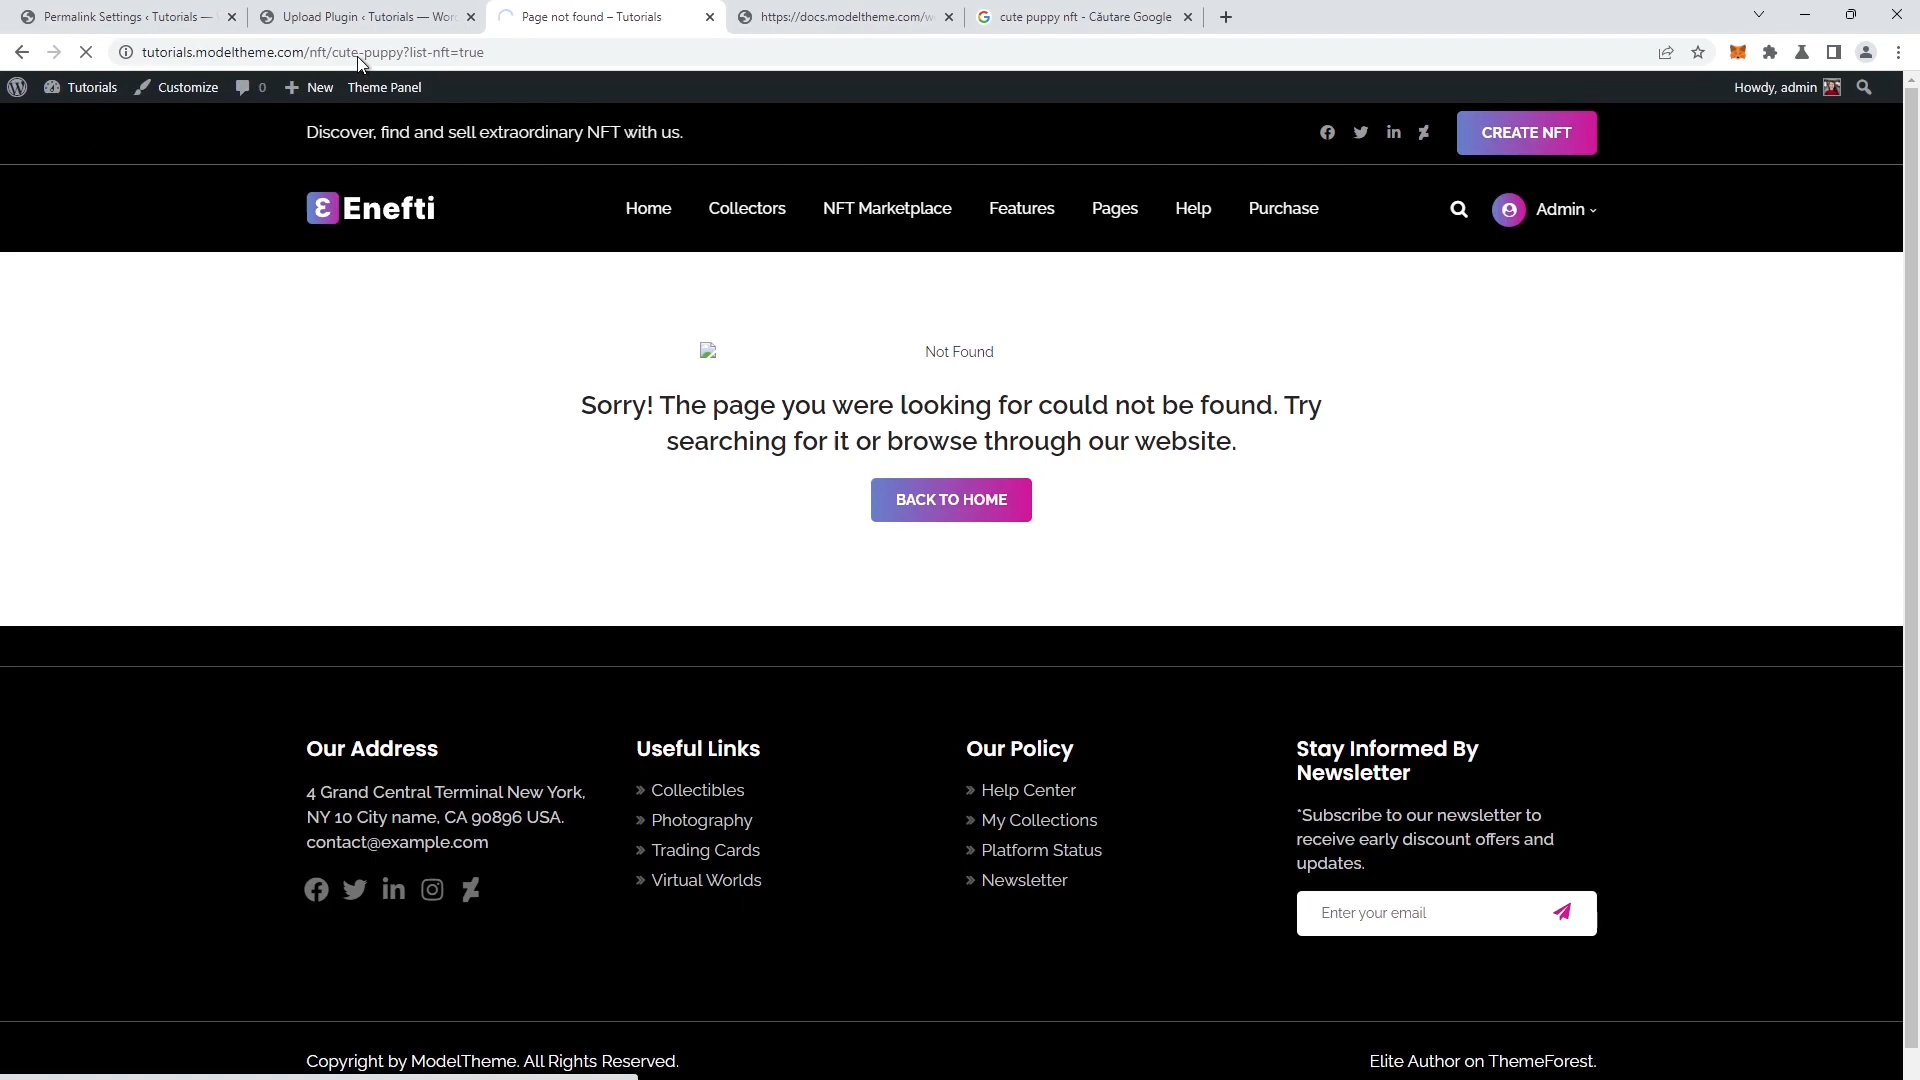 Permalink Settings ‹ Tutorials —
Upload Plugin ‹ Tutorials — Word
Page not found – Tutorials
https://docs.modeltheme.com/w
cute puppy nft - Căutare Google
tutorials.modeltheme.com/nft/cute-puppy?list-nft=true
Tutorials
Customize
0
New
Theme Panel
Howdy, admin
Discover, find and sell extraordinary NFT with us.
CREATE NFT
Enefti
Home
Collectors
NFT Marketplace
Features
Pages
Help
Purchase
Admin
Not Found
Sorry! The page you were looking for could not be found. Try
searching for it or browse through our website.
BACK TO HOME
Our Address
4 Grand Central Terminal New York,
NY 10 City name, CA 90896 USA.
contact@example.com
Useful Links
Collectibles
Photography
Trading Cards
Virtual Worlds
Our Policy
Help Center
My Collections
Platform Status
Newsletter
Stay Informed By
Newsletter
*Subscribe to our newsletter to
receive early discount offers and
updates.
Enter your email
Copyright by ModelTheme. All Rights Reserved.
Elite Author on ThemeForest.